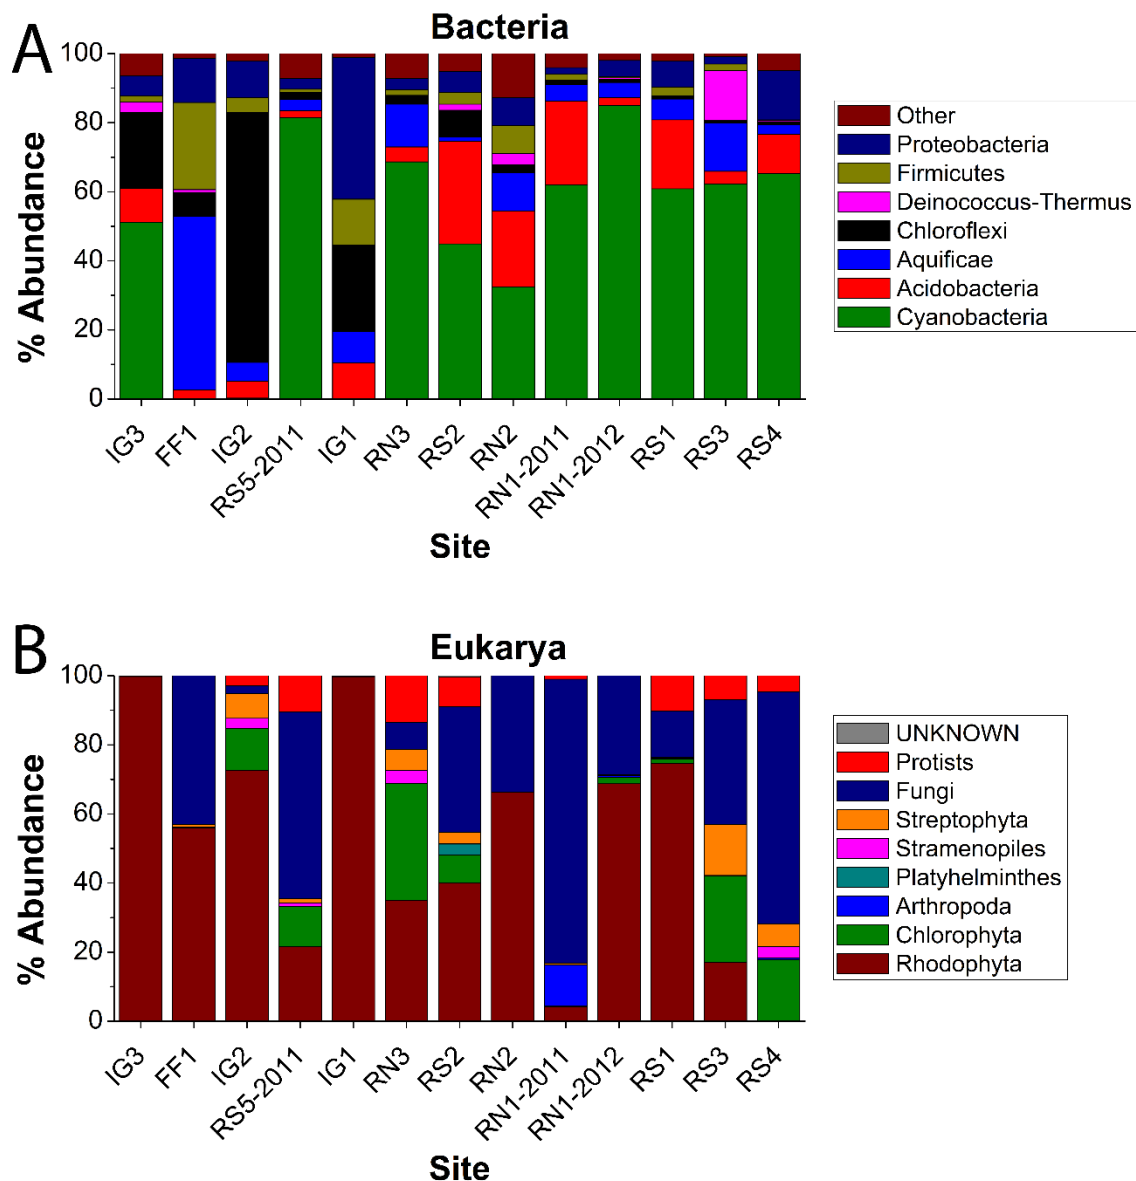 A
Bacteria
% Abundance
100
80
60
40
20
0
IG3
FF1
IG2
RS5-2011
IG1
RN3
RS2
RN2
RN1-2011
RN1-2012
RS1
RS3
RS4
Site
Other
Proteobacteria
Firmicutes
Deinococcus-Thermus
Chloroflexi
Aquificae
Acidobacteria
Cyanobacteria
B
Eukarya
% Abundance
100
80
60
40
20
0
IG3
FF1
IG2
RS5-2011
IG1
RN3
RS2
RN2
RN1-2011
RN1-2012
RS1
RS3
RS4
Site
UNKNOWN
Protists
Fungi
Streptophyta
Stramenopiles
Platyhelminthes
Arthropoda
Chlorophyta
Rhodophyta